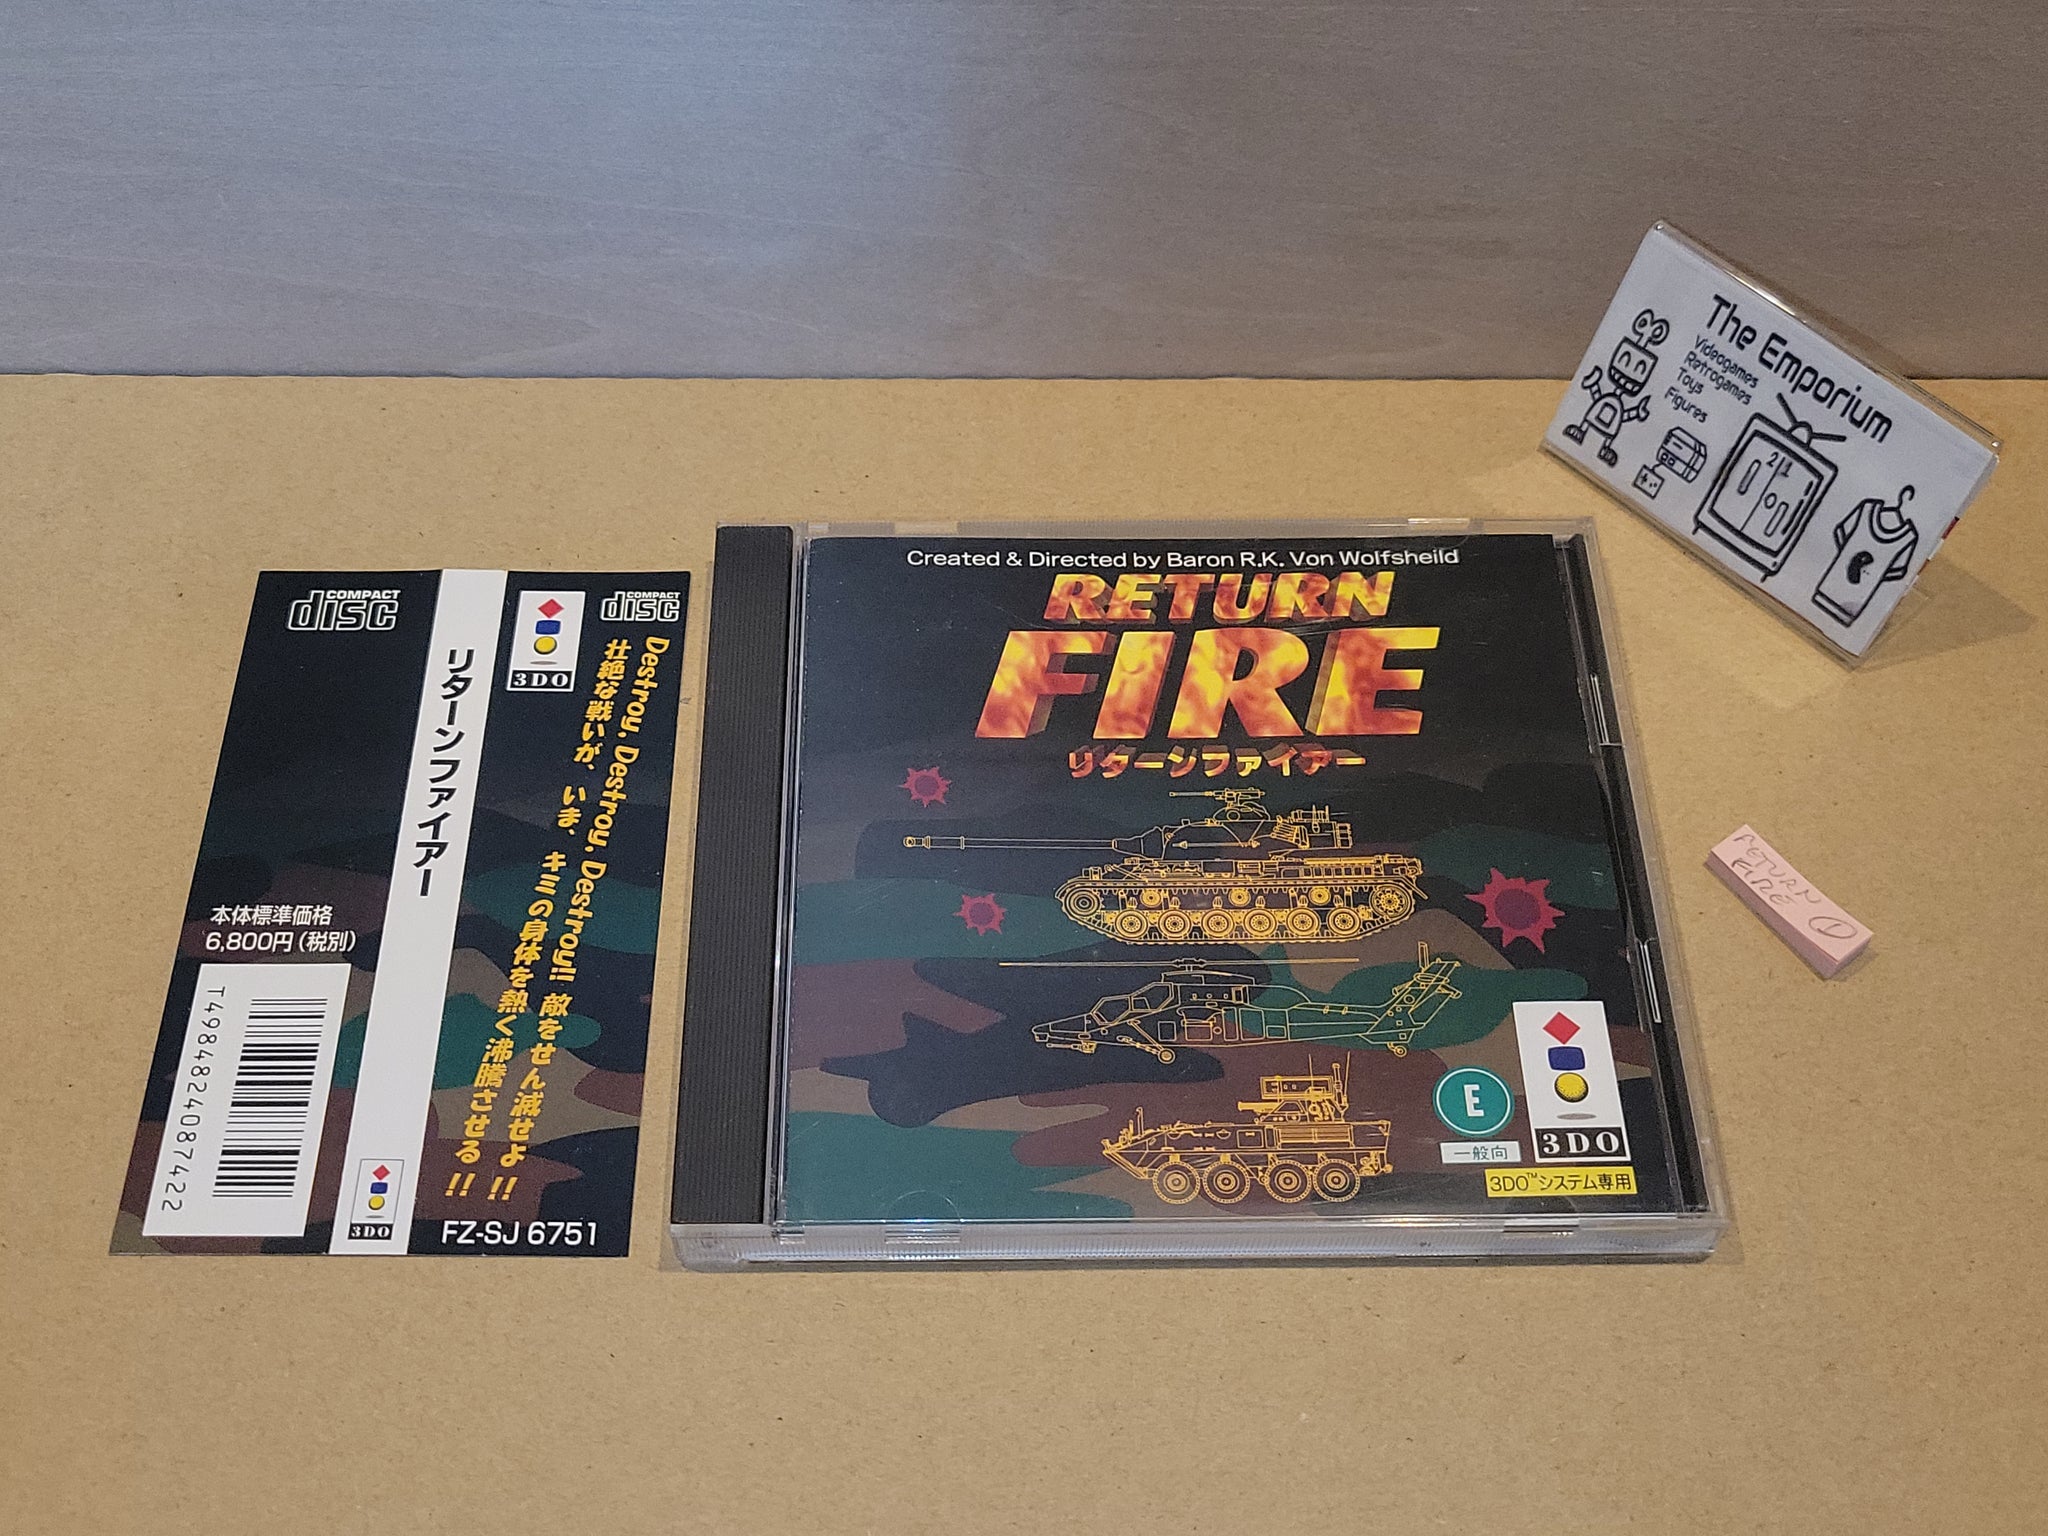 COMPACT
disc
本体標準価格
6,800円(税別)
T4984824087422
リターンファイアー
3DO
3DO
COMPACT
disc
Destroy. Destroy. Destroy!! 敵をせん滅せよ!!
壮絶な戦いが、いま、キミの身体を熱く沸騰させる!!
FZ-SJ 6751
Created & Directed by Baron R.K. Von Wolfsheild
RETURN
FIRE
リターンファイアー
E
一般向
3DO
3DO™システム専用
The Emporium
Videogames
Retrogames
Toys
Figures
2 1
RETURN
FIRE
1